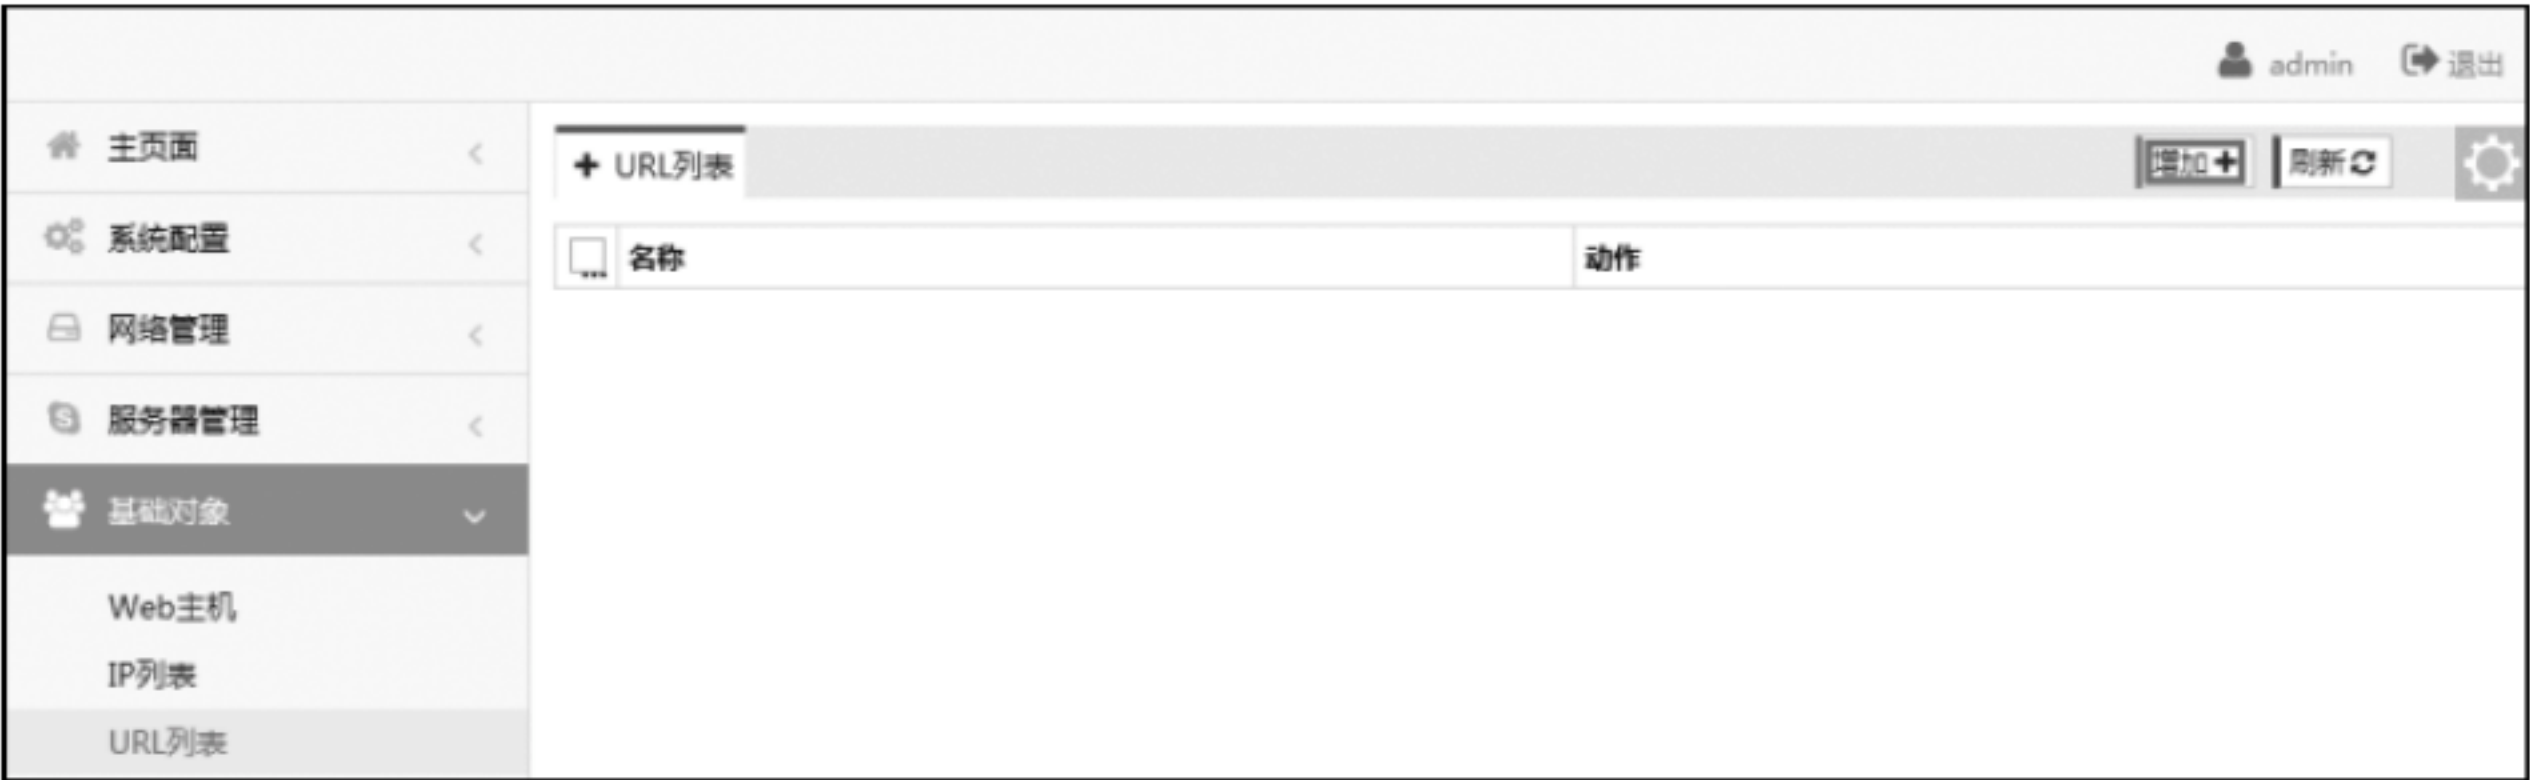 admin 退出
主页面
系统配置
网络管理
服务器管理
基础对象
Web主机
IP列表
URL列表
URL列表 增加 刷新
名称 动作